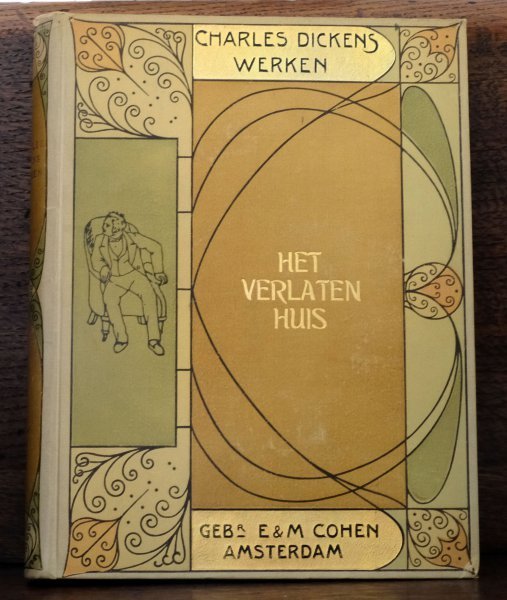 CHARLES DICKENS
WERKEN
HET
VERLATEN
HUIS
GEBR E & M COHEN
AMSTERDAM